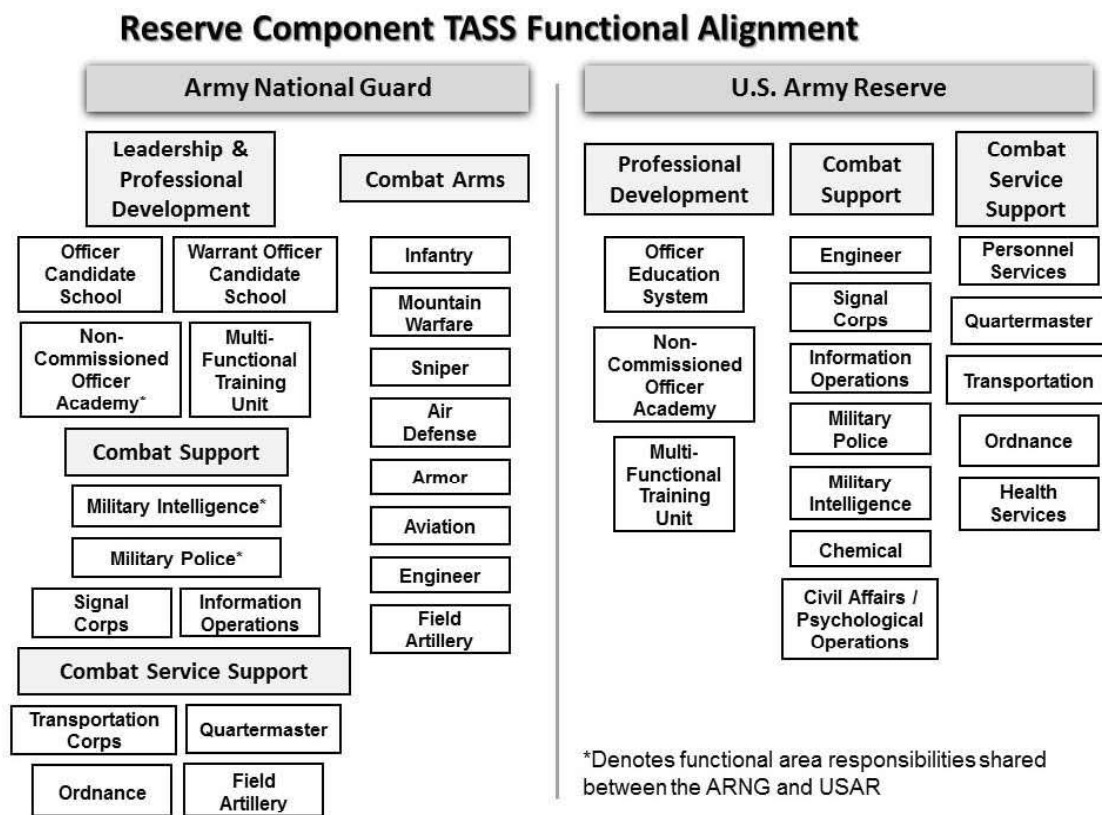 Reserve Component TASS Functional Alignment
Army National Guard
Leadership &
Professional
Development
Officer
Candidate
School
Warrant Officer
Candidate
School
Non-
Commissioned
Officer
Academy*
Multi-
Functional
Training
Unit
Combat Support
Military Intelligence*
Military Police*
Signal
Corps
Information
Operations
Combat Service Support
Transportation
Corps
Quartermaster
Ordnance
Field
Artillery
Combat Arms
Infantry
Mountain
Warfare
Sniper
Air
Defense
Armor
Aviation
Engineer
Field
Artillery
U.S. Army Reserve
Professional
Development
Officer
Education
System
Non-
Commissioned
Officer
Academy
Multi-
Functional
Training
Unit
Combat
Support
Engineer
Signal
Corps
Information
Operations
Military
Police
Military
Intelligence
Chemical
Civil Affairs /
Psychological
Operations
Combat
Service
Support
Personnel
Services
Quartermaster
Transportation
Ordnance
Health
Services
*Denotes functional area responsibilities shared
between the ARNG and USAR